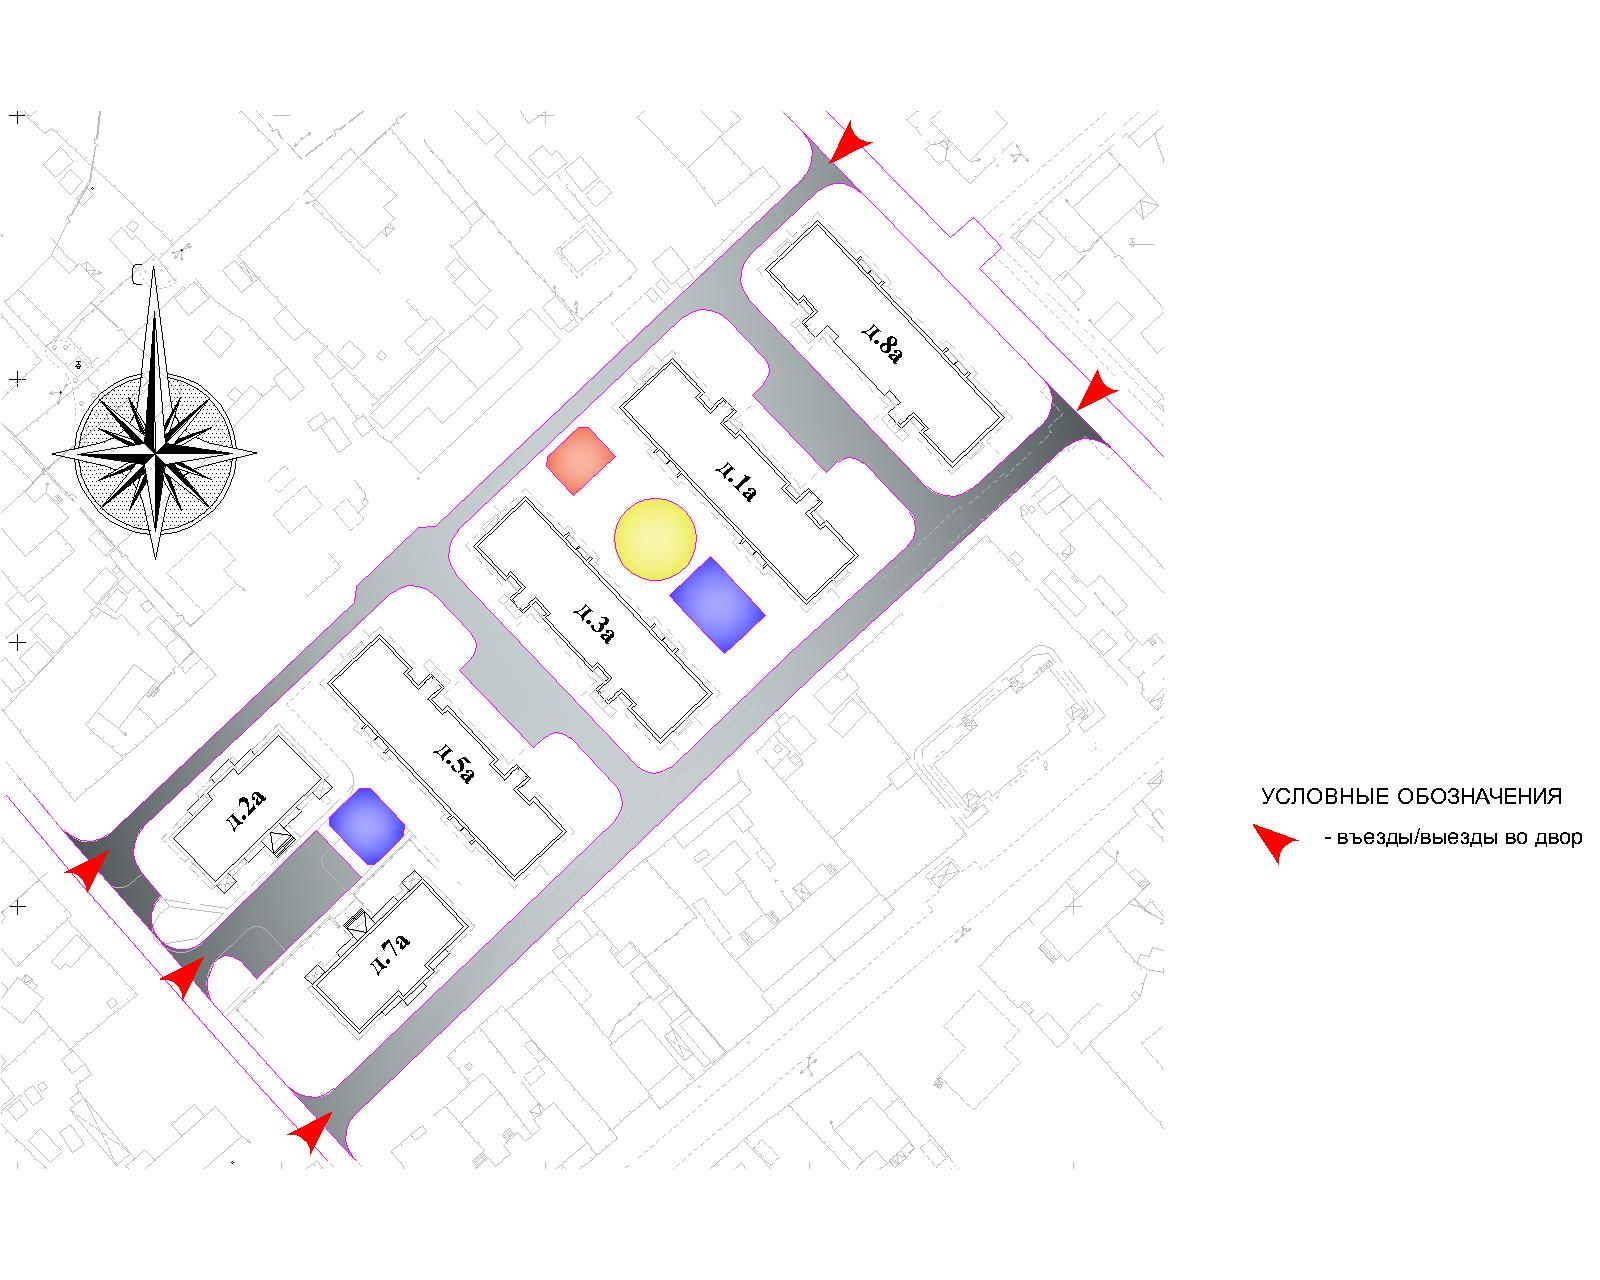 С
д.8а
д.1а
д.3а
д.5а
д.2а
д.7а
УСЛОВНЫЕ ОБОЗНАЧЕНИЯ
- въезды/выезды во двор